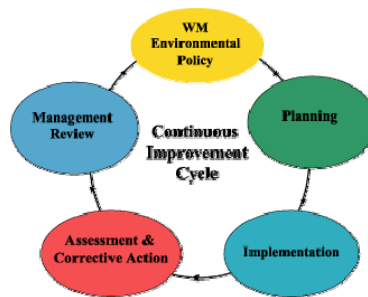 WM
Environmental
Policy
Planning
Implementation
Assessment &
Corrective Action
Management
Review
Continuous
Improvement
Cycle